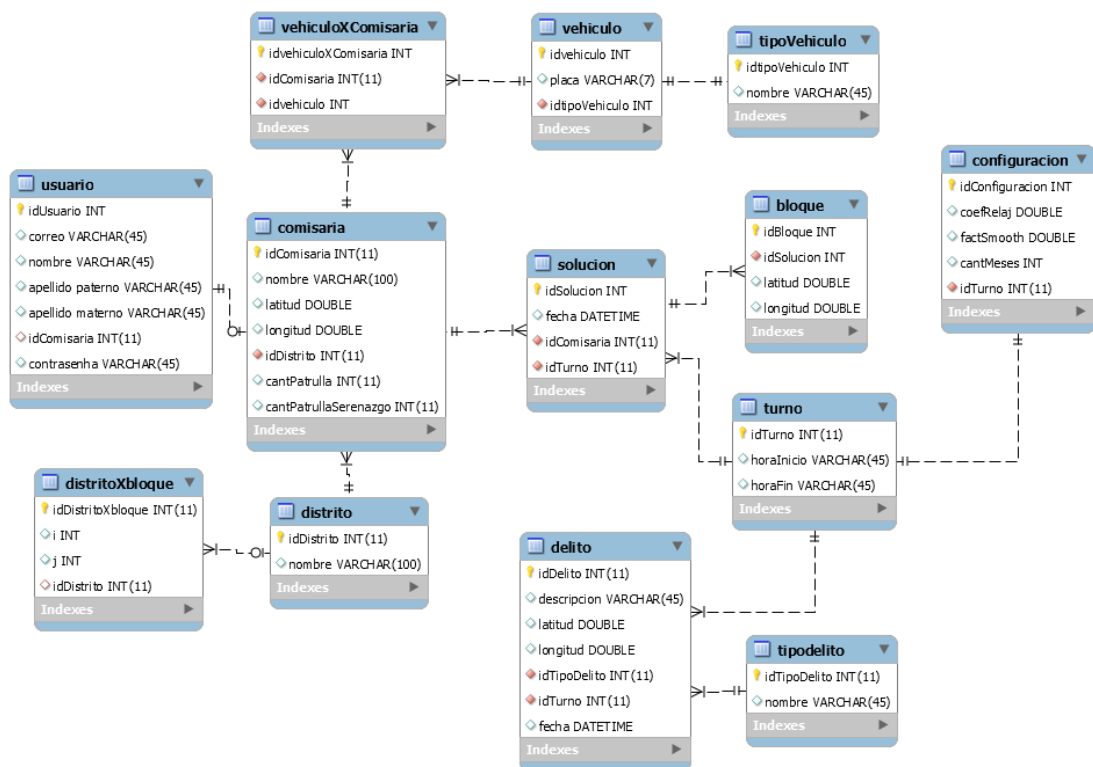 vehiculoXComisaria
idvehiculoXComisaria INT
idComisaria INT(11)
idvehiculo INT
Indexes
vehiculo
idvehiculo INT
placa VARCHAR(7)
idtipoVehiculo INT
Indexes
tipoVehiculo
idtipoVehiculo INT
nombre VARCHAR(45)
Indexes
usuario
idUsuario INT
correo VARCHAR(45)
nombre VARCHAR(45)
apellido paterno VARCHAR(45)
apellido materno VARCHAR(45)
idComisaria INT(11)
contrasenha VARCHAR(45)
Indexes
comisaria
idComisaria INT(11)
nombre VARCHAR(100)
latitud DOUBLE
longitud DOUBLE
idDistrito INT(11)
cantPatrulla INT(11)
cantPatrullaSerenazgo INT(11)
Indexes
solucion
idSolucion INT
fecha DATETIME
idComisaria INT(11)
idTurno INT(11)
Indexes
bloque
idBloque INT
idSolucion INT
latitud DOUBLE
longitud DOUBLE
Indexes
configuracion
idConfiguracion INT
coefRelaj DOUBLE
factSmooth DOUBLE
cantMeses INT
idTurno INT(11)
Indexes
turno
idTurno INT(11)
horaInicio VARCHAR(45)
horaFin VARCHAR(45)
Indexes
distritoXbloque
idDistritoXbloque INT(11)
i INT
j INT
idDistrito INT(11)
Indexes
distrito
idDistrito INT(11)
nombre VARCHAR(100)
Indexes
delito
idDelito INT(11)
descripcion VARCHAR(45)
latitud DOUBLE
longitud DOUBLE
idTipoDelito INT(11)
idTurno INT(11)
fecha DATETIME
Indexes
tipodelito
idTipoDelito INT(11)
nombre VARCHAR(45)
Indexes